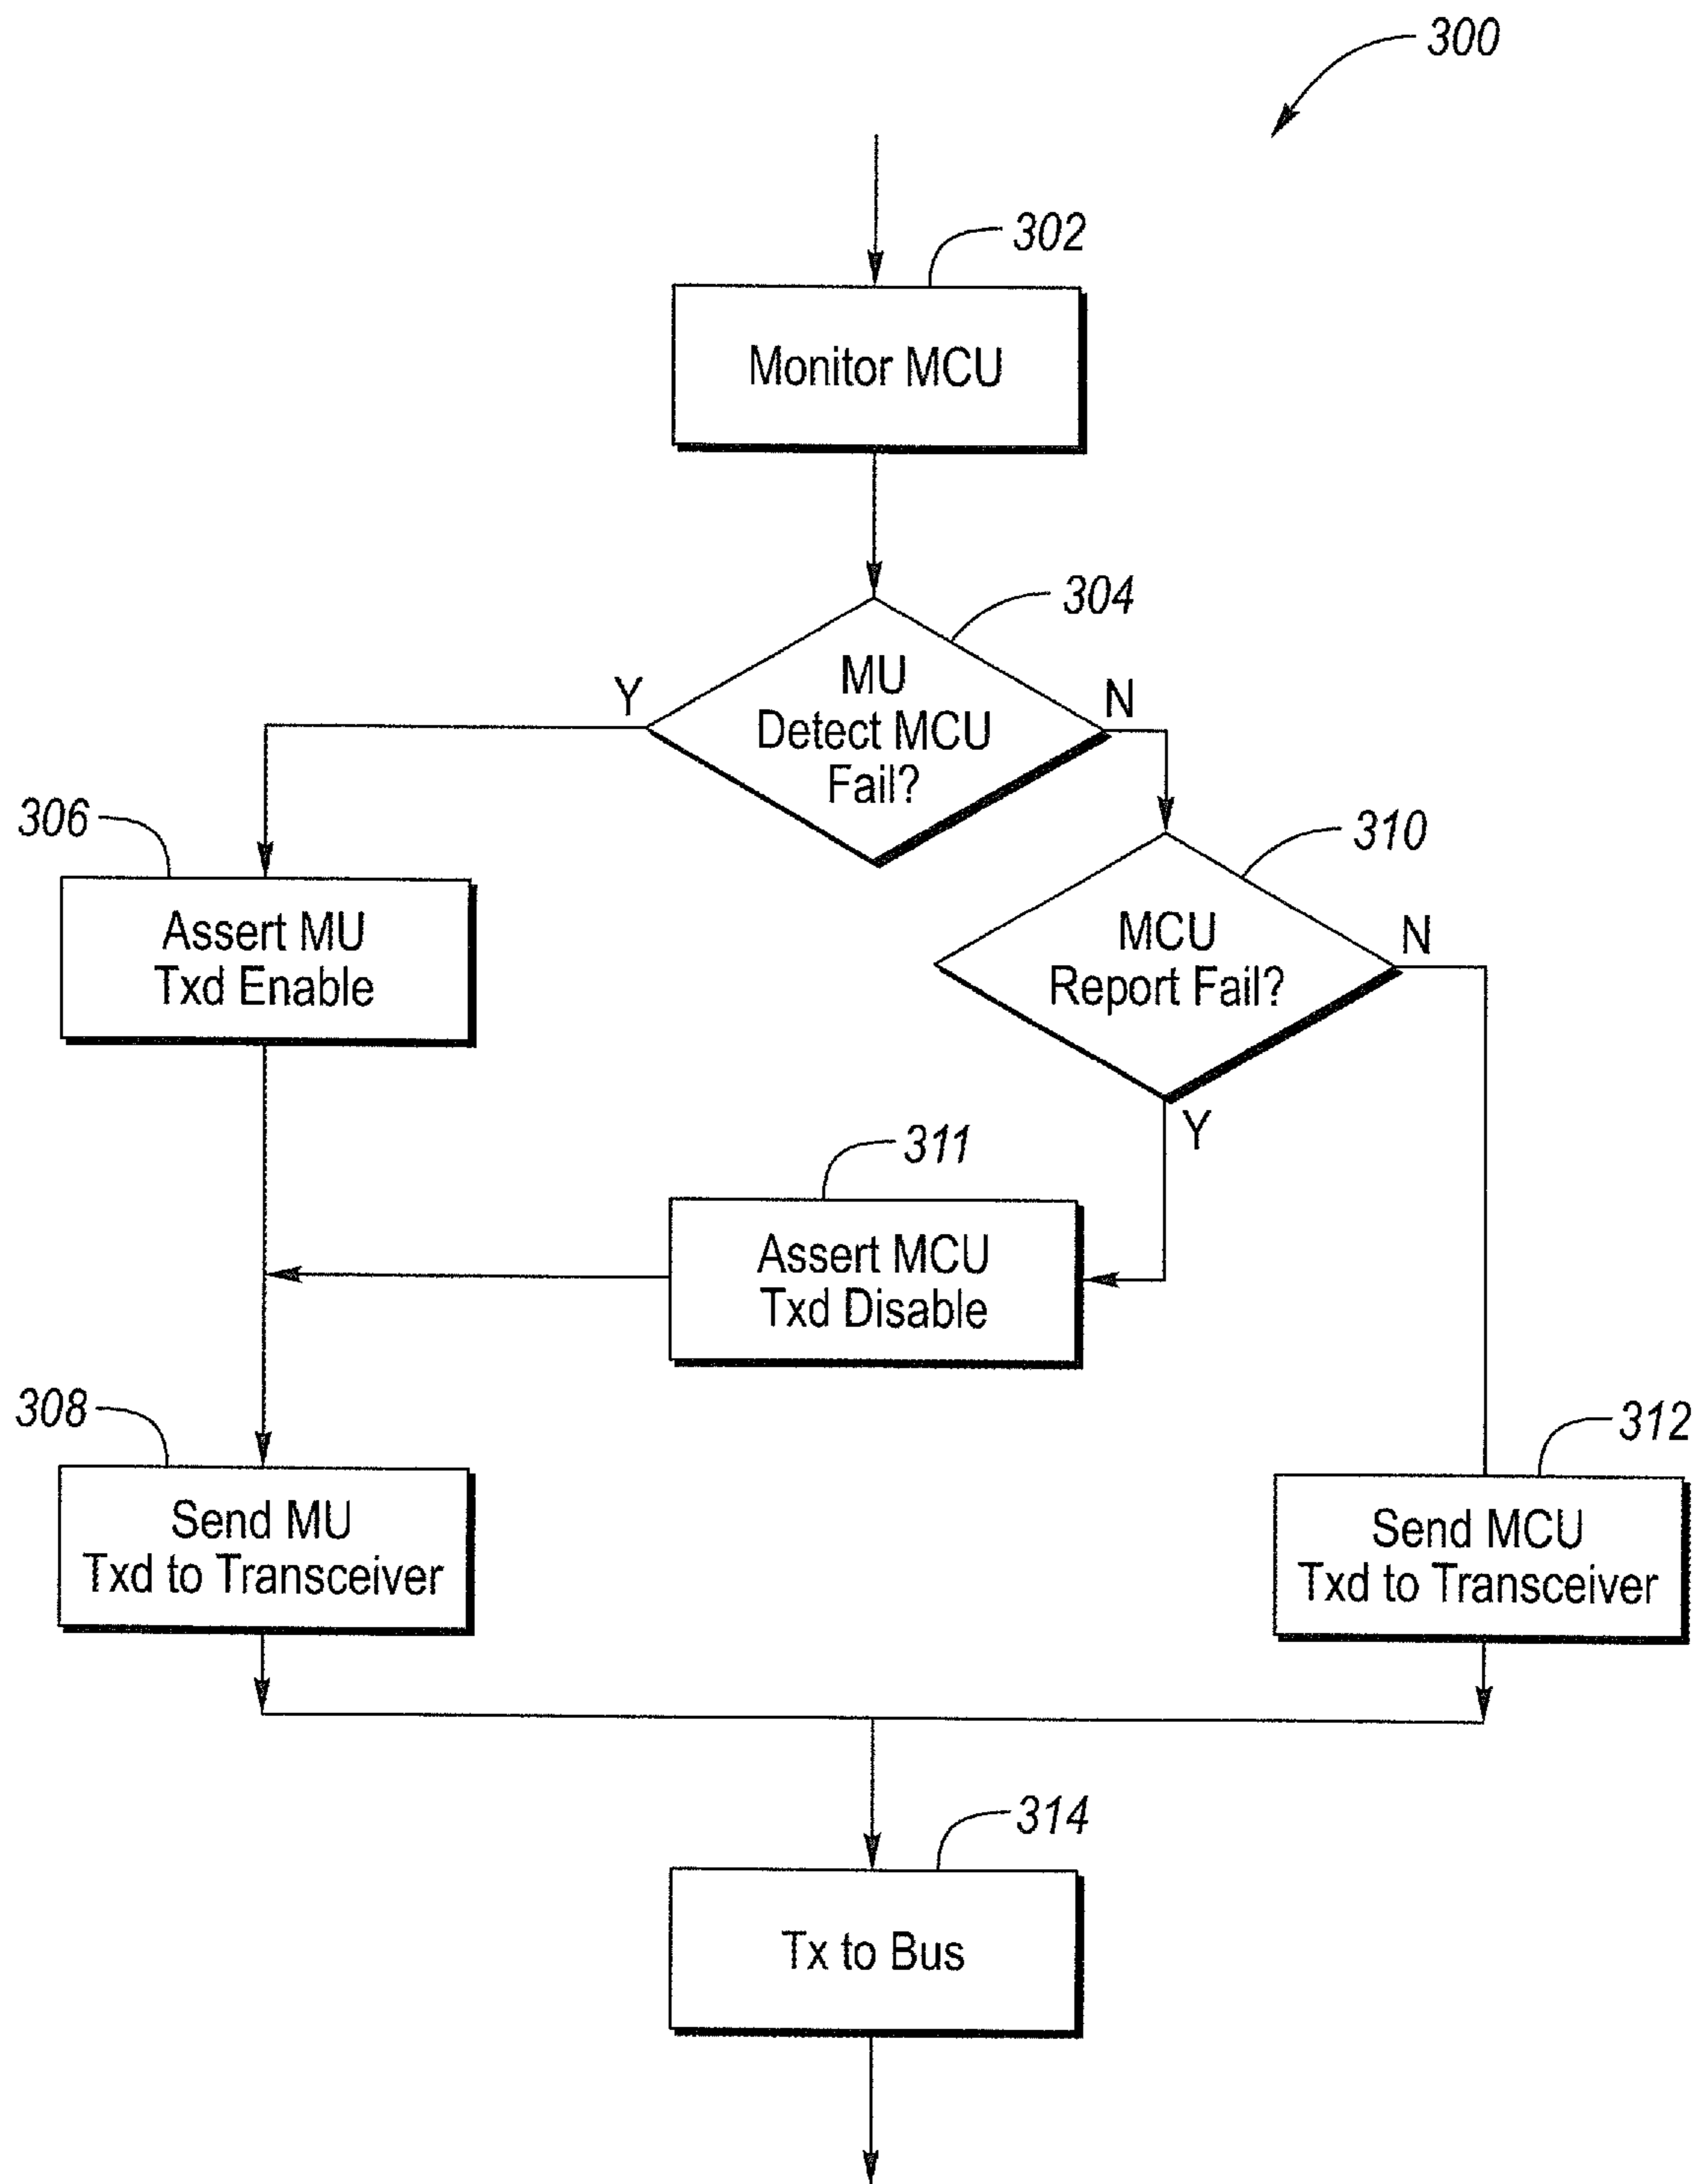 300
302
Monitor MCU
304
MU
Detect MCU
Fail?
Y
N
306
Assert MU
Txd Enable
310
MCU
Report Fail?
N
Y
311
Assert MCU
Txd Disable
308
Send MU
Txd to Transceiver
312
Send MCU
Txd to Transceiver
314
Tx to Bus